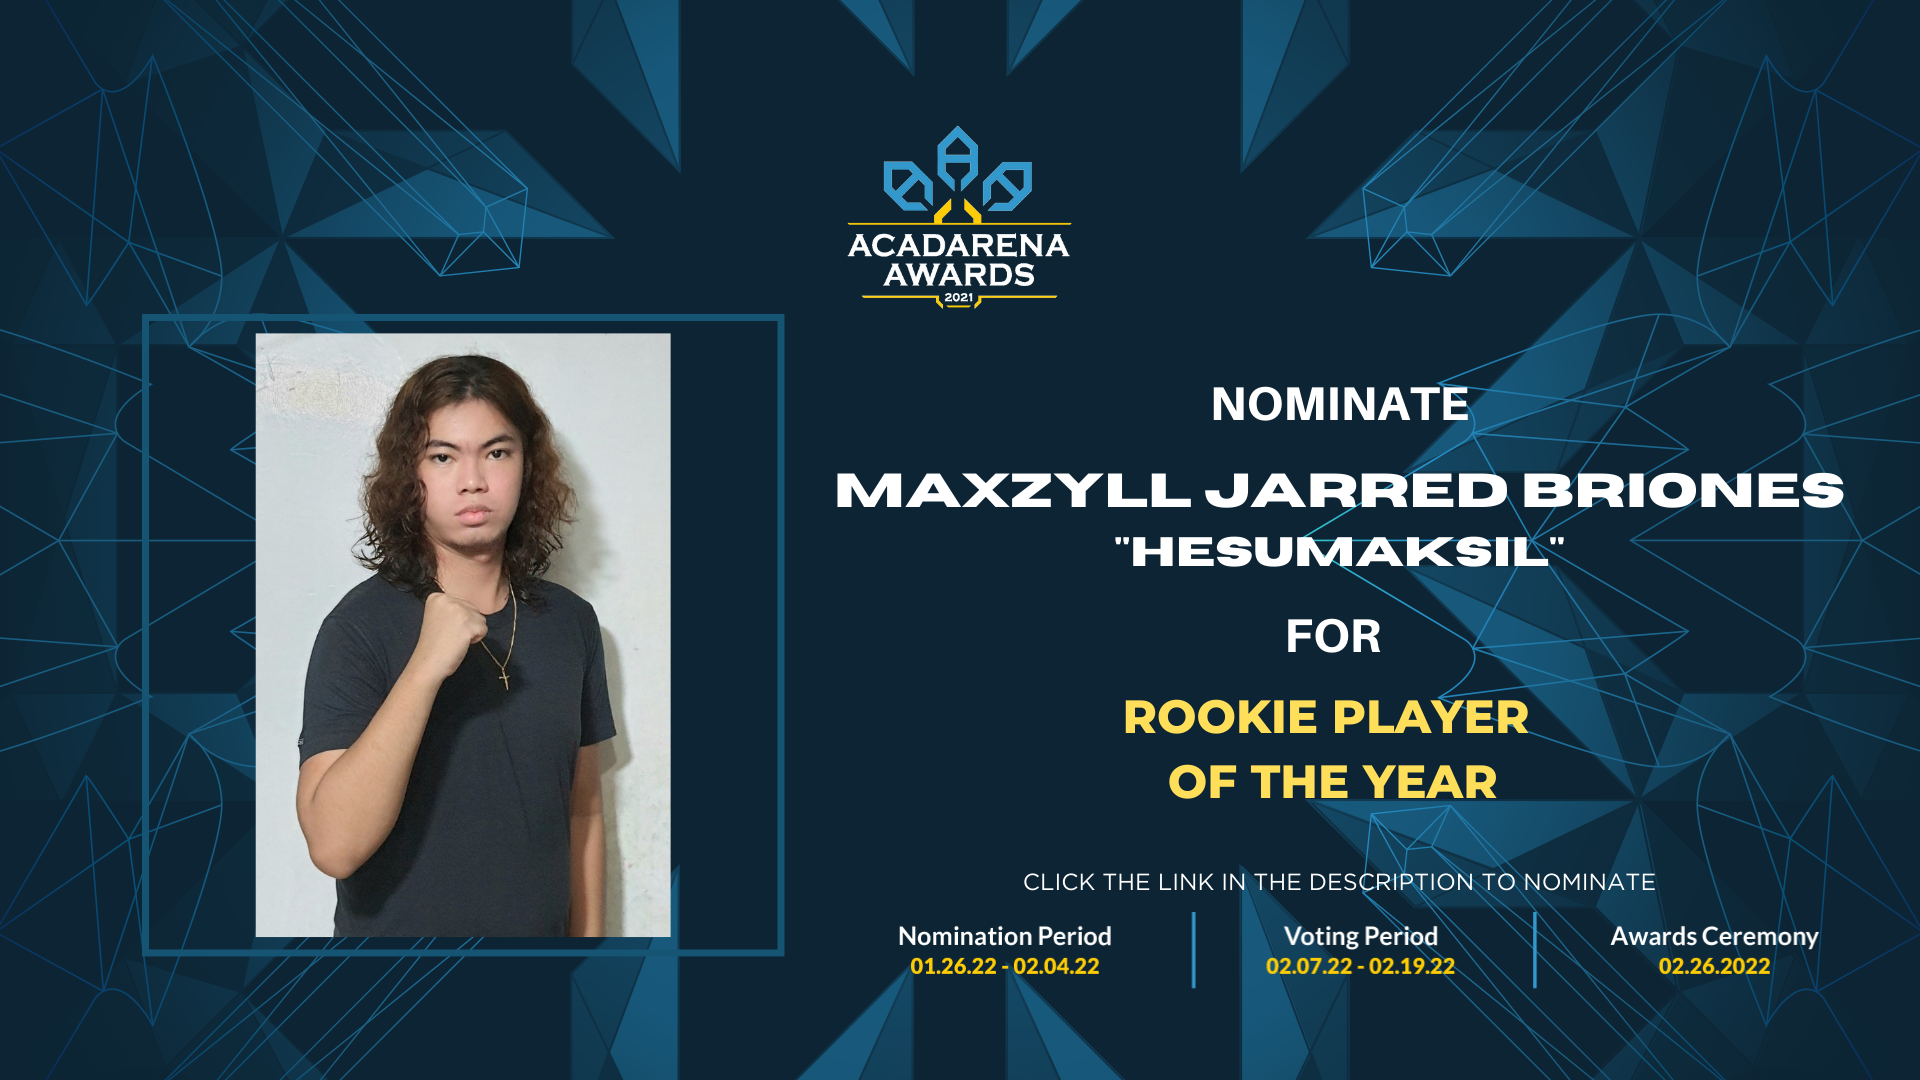 ACADARENA
AWARDS
2021
NOMINATE
MAXZYLL JARRED BRIONES
"HESUMAKSIL"
FOR
ROOKIE PLAYER
OF THE YEAR
CLICK THE LINK IN THE DESCRIPTION TO NOMINATE
Nomination Period
01.26.22 - 02.04.22
Voting Period
02.07.22 - 02.19.22
Awards Ceremony
02.26.2022